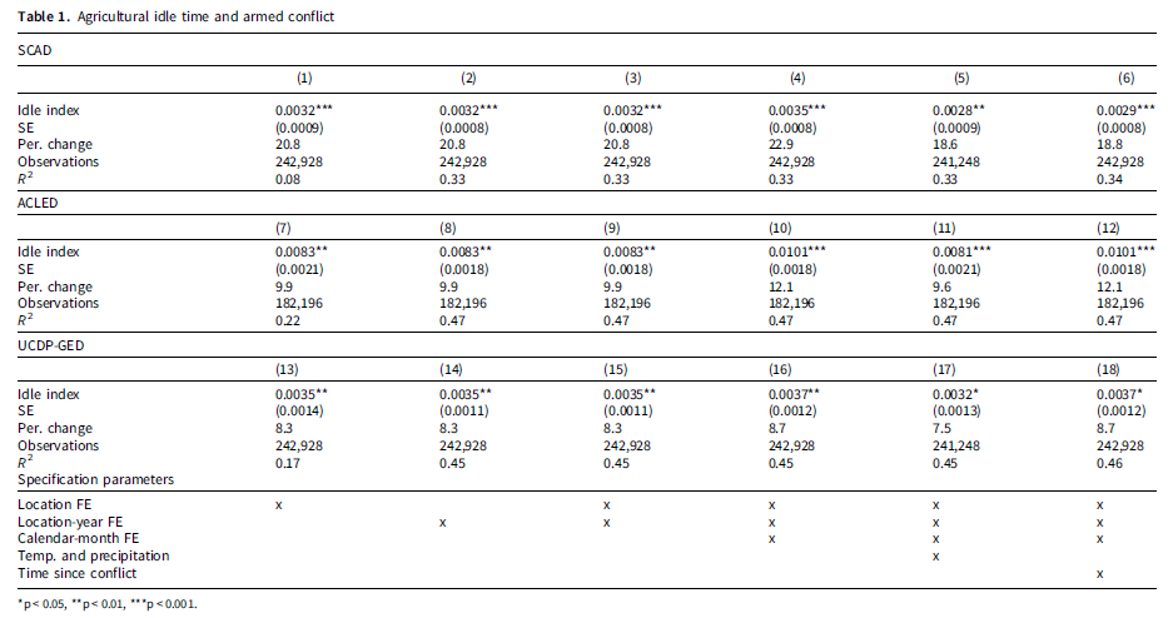 Table 1. Agricultural idle time and armed conflict
SCAD
(1) (2) (3) (4) (5) (6)
Idle index 0.0032*** 0.0032*** 0.0032*** 0.0035*** 0.0028** 0.0029***
SE (0.0009) (0.0008) (0.0008) (0.0008) (0.0009) (0.0008)
Per. change 20.8 20.8 20.8 22.9 18.6 18.8
Observations 242,928 242,928 242,928 242,928 241,248 242,928
R² 0.08 0.33 0.33 0.33 0.33 0.34
ACLED
(7) (8) (9) (10) (11) (12)
Idle index 0.0083** 0.0083** 0.0083** 0.0101*** 0.0081*** 0.0101***
SE (0.0021) (0.0018) (0.0018) (0.0018) (0.0021) (0.0018)
Per. change 9.9 9.9 9.9 12.1 9.6 12.1
Observations 182,196 182,196 182,196 182,196 182,196 182,196
R² 0.22 0.47 0.47 0.47 0.47 0.47
UCDP-GED
(13) (14) (15) (16) (17) (18)
Idle index 0.0035** 0.0035** 0.0035** 0.0037** 0.0032* 0.0037*
SE (0.0014) (0.0011) (0.0011) (0.0012) (0.0013) (0.0012)
Per. change 8.3 8.3 8.3 8.7 7.5 8.7
Observations 242,928 242,928 242,928 242,928 241,248 242,928
R² 0.17 0.45 0.45 0.45 0.45 0.46
Specification parameters
Location FE x x x x x
Location-year FE x x x x x
Calendar-month FE x x x
Temp. and precipitation x
Time since conflict x
*p < 0.05, **p < 0.01, ***p < 0.001.